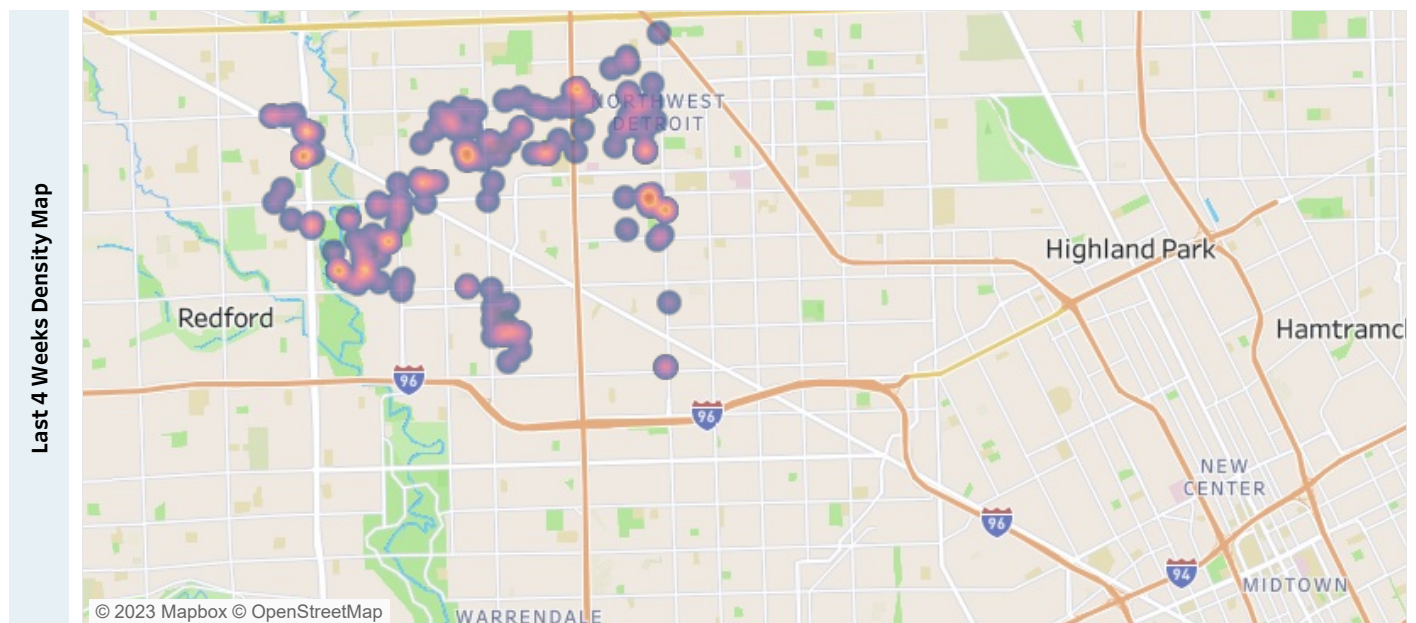 Last 4 Weeks Density Map
NORTHWEST
DETROIT
Highland Park
Redford
Hamtramc
96
96
NEW
CENTER
96
94
MIDTOWN
WARRENDALE
© 2023 Mapbox © OpenStreetMap